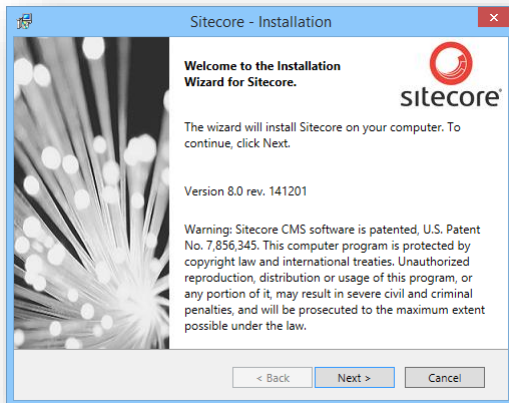 Sitecore - Installation
Welcome to the Installation
Wizard for Sitecore.
sitecore
The wizard will install Sitecore on your computer. To
continue, click Next.
Version 8.0 rev. 141201
Warning: Sitecore CMS software is patented, U.S. Patent
No. 7,856,345. This computer program is protected by
copyright law and international treaties. Unauthorized
reproduction, distribution or usage of this program, or
any portion of it, may result in severe civil and criminal
penalties, and will be prosecuted to the maximum extent
possible under the law.
< Back Next > Cancel